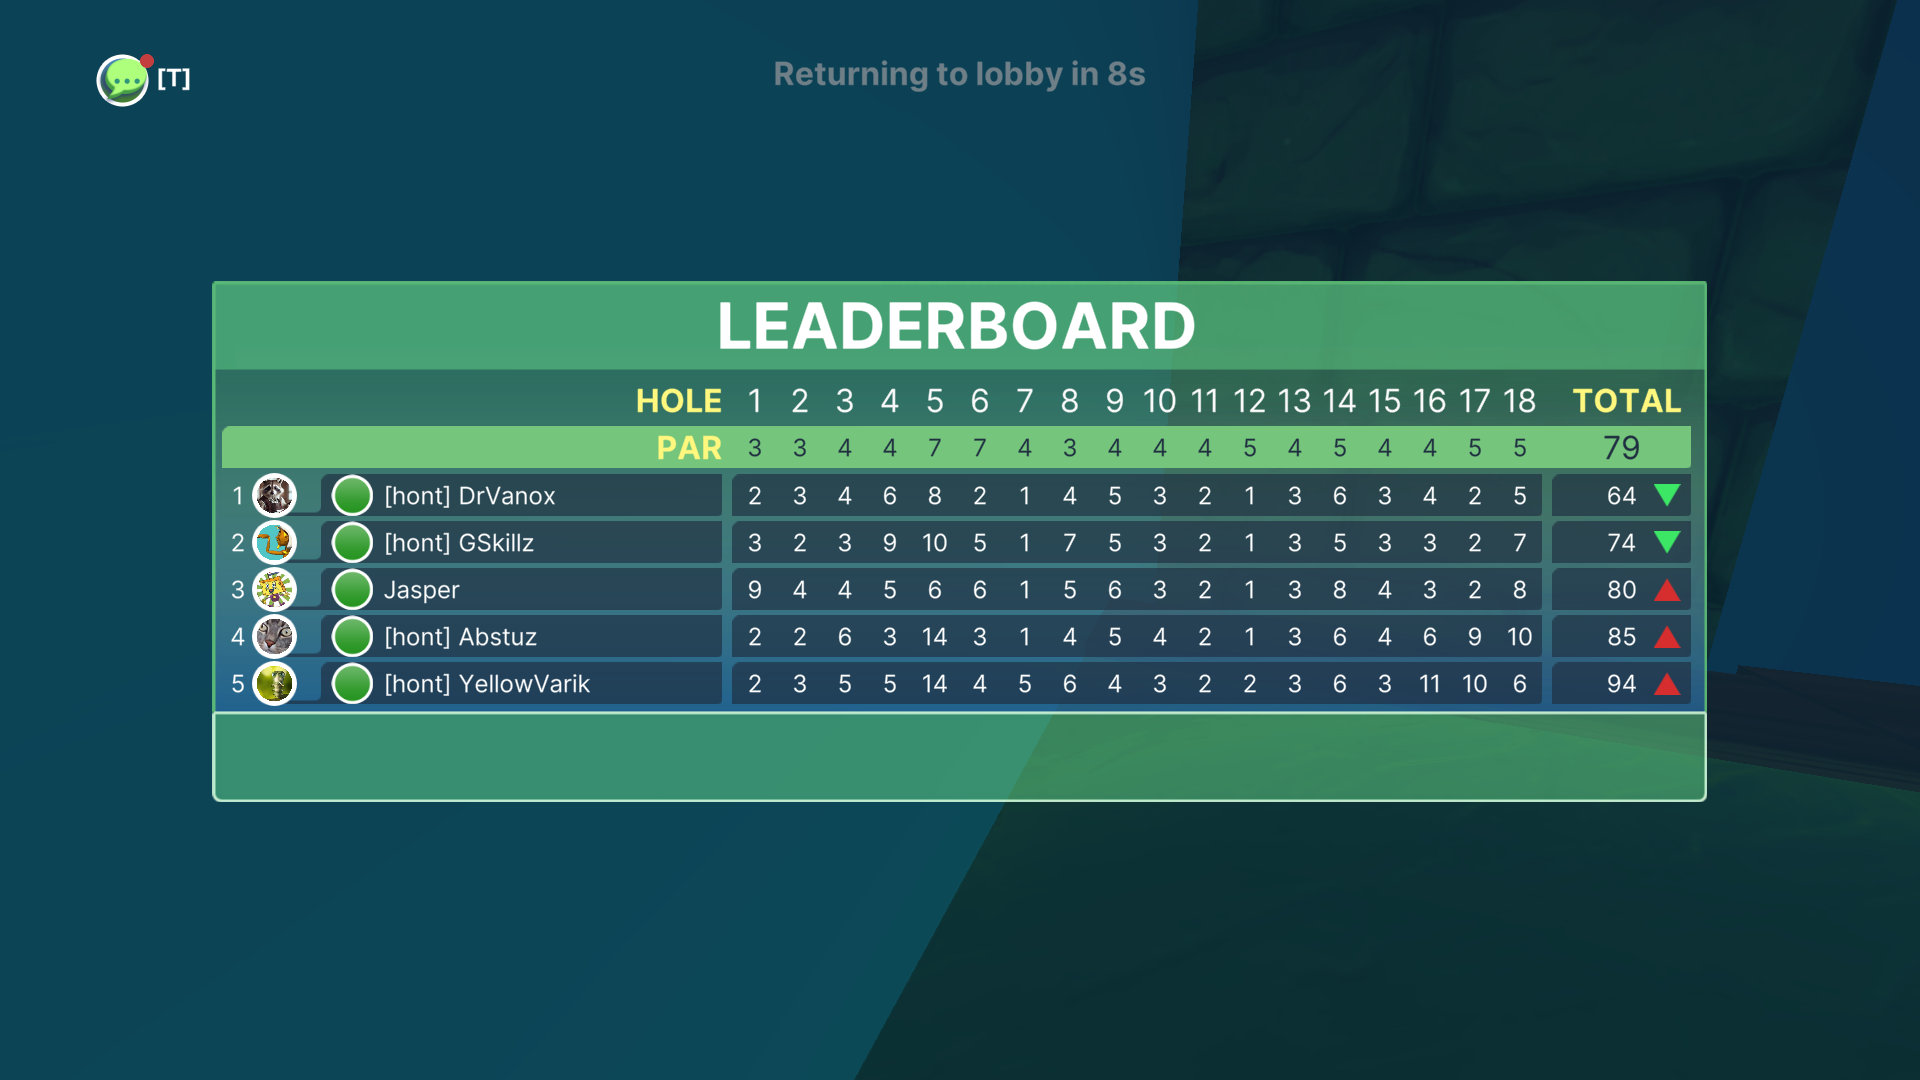 [T]
Returning to lobby in 8s
LEADERBOARD
HOLE 1 2 3 4 5 6 7 8 9 10 11 12 13 14 15 16 17 18 TOTAL
PAR 3 3 4 4 7 7 4 3 4 4 4 5 4 5 4 4 5 5 79
1 [hont] DrVanox 2 3 4 6 8 2 1 4 5 3 2 1 3 6 3 4 2 5 64
2 [hont] GSkillz 3 2 3 9 10 5 1 7 5 3 2 1 3 5 3 3 2 7 74
3 Jasper 9 4 4 5 6 6 1 5 6 3 2 1 3 8 4 3 2 8 80
4 [hont] Abstuz 2 2 6 3 14 3 1 4 5 4 2 1 3 6 4 6 9 10 85
5 [hont] YellowVarik 2 3 5 5 14 4 5 6 4 3 2 2 3 6 3 11 10 6 94